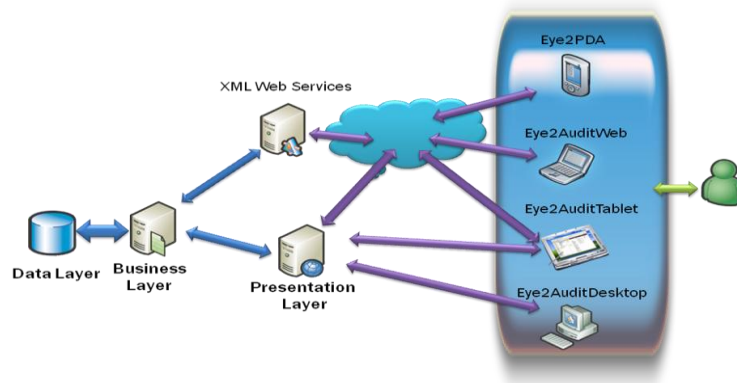 Eye2PDA
XML Web Services
Eye2AuditWeb
Eye2AuditTablet
Data Layer
Business
Layer
Presentation
Layer
Eye2AuditDesktop